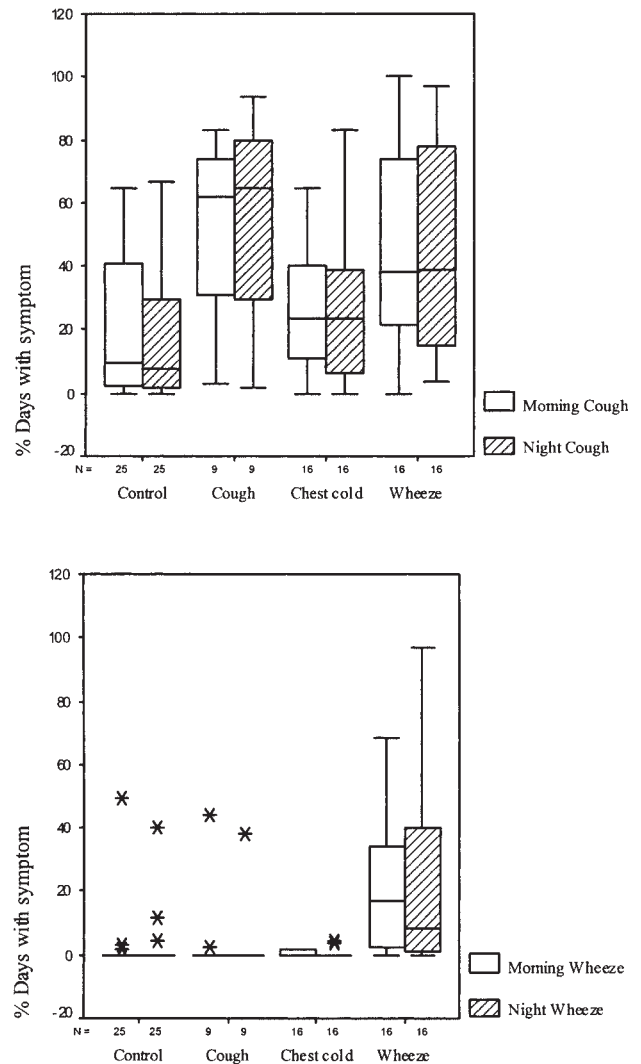 120
100
80
60
40
20
0
-20
% Days with symptom
Morning Cough
Night Cough
N = 25 25 9 9 16 16 16 16
Control Cough Chest cold Wheeze
120
100
80
60
40
20
0
-20
% Days with symptom
Morning Wheeze
Night Wheeze
N = 25 25 9 9 16 16 16 16
Control Cough Chest cold Wheeze